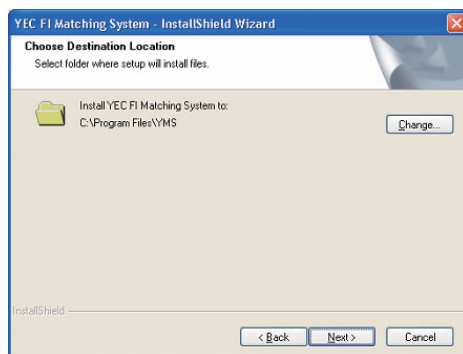 YEC FI Matching System - InstallShield Wizard
Choose Destination Location
Select folder where setup will install files.
Install YEC FI Matching System to:
C:\Program Files\YMS
Change...
InstallShield
< Back
Next >
Cancel